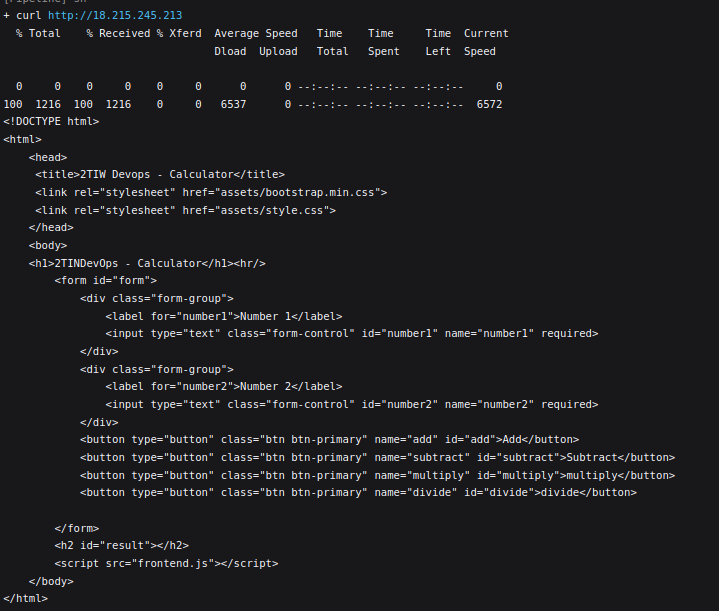 [Pipeline] sh
+ curl http://18.215.245.213
  % Total    % Received % Xferd  Average Speed   Time    Time     Time  Current
                                 Dload  Upload   Total   Spent    Left  Speed
  0     0    0     0    0     0      0      0 --:--:-- --:--:-- --:--:--     0
100  1216  100  1216    0     0   6537      0 --:--:-- --:--:-- --:--:--  6572
<!DOCTYPE html>
<html>
    <head>
     <title>2TIW Devops - Calculator</title>
     <link rel="stylesheet" href="assets/bootstrap.min.css">
     <link rel="stylesheet" href="assets/style.css">
    </head>
    <body>
    <h1>2TINDevOps - Calculator</h1><hr/>
        <form id="form">
            <div class="form-group">
                <label for="number1">Number 1</label>
                <input type="text" class="form-control" id="number1" name="number1" required>
            </div>
            <div class="form-group">
                <label for="number2">Number 2</label>
                <input type="text" class="form-control" id="number2" name="number2" required>
            </div>
            <button type="button" class="btn btn-primary" name="add" id="add">Add</button>
            <button type="button" class="btn btn-primary" name="subtract" id="subtract">Subtract</button>
            <button type="button" class="btn btn-primary" name="multiply" id="multiply">multiply</button>
            <button type="button" class="btn btn-primary" name="divide" id="divide">divide</button>
        </form>
        <h2 id="result"></h2>
        <script src="frontend.js"></script>
    </body>
</html>